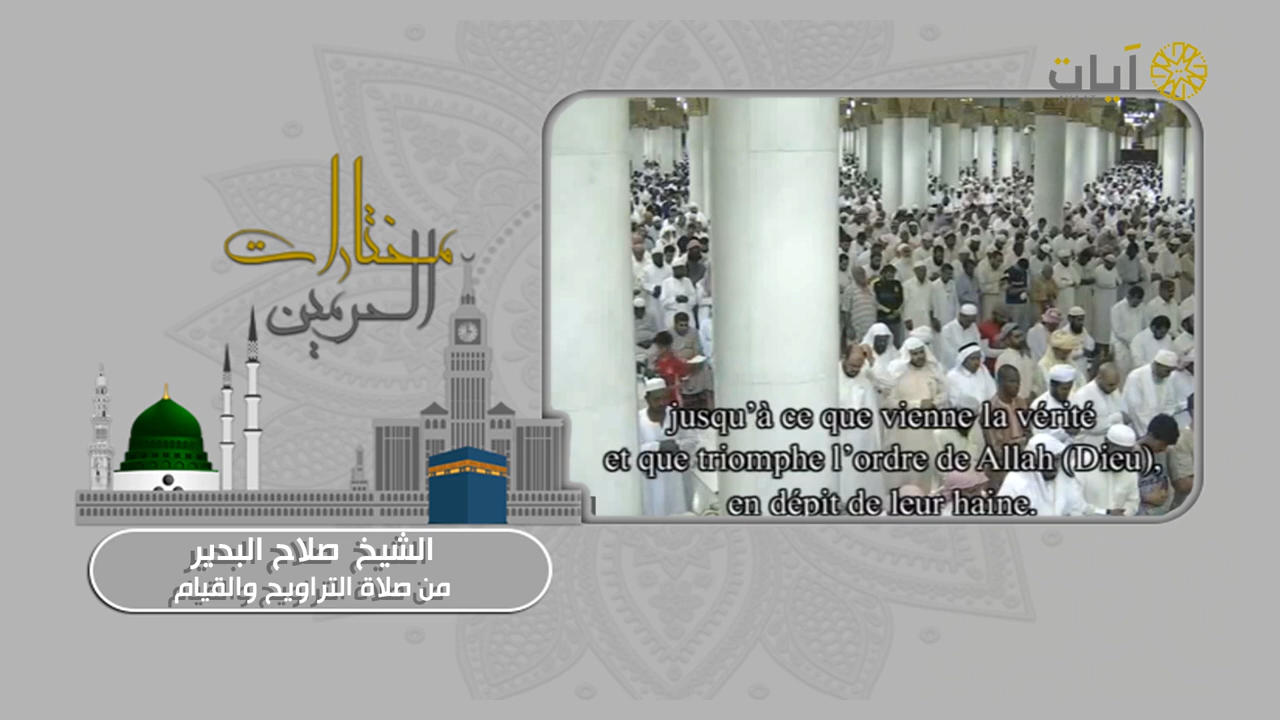 آيات
مختارات
الحرمين
jusqu'à ce que vienne la vérité
et que triomphe l'ordre de Allah (Dieu),
en dépit de leur haine.
الشيخ صلاح البدير
من صلاة التراويح والقيام